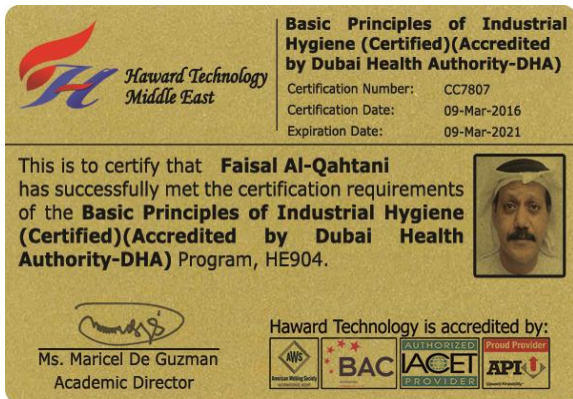 Haward Technology
Middle East
Basic Principles of Industrial
Hygiene (Certified)(Accredited
by Dubai Health Authority-DHA)
Certification Number: CC7807
Certification Date: 09-Mar-2016
Expiration Date: 09-Mar-2021
This is to certify that Faisal Al-Qahtani
has successfully met the certification requirements
of the Basic Principles of Industrial Hygiene
(Certified)(Accredited by Dubai Health
Authority-DHA) Program, HE904.
Ms. Maricel De Guzman
Academic Director
Haward Technology is accredited by:
AWS
American Welding Society
BAC
AUTHORIZED
IACET
PROVIDER
Proud Provider
API